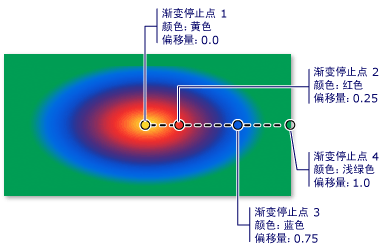 渐变停止点 1
颜色: 黄色
偏移量: 0.0
渐变停止点 2
颜色: 红色
偏移量: 0.25
渐变停止点 4
颜色: 浅绿色
偏移量: 1.0
渐变停止点 3
颜色: 蓝色
偏移量: 0.75